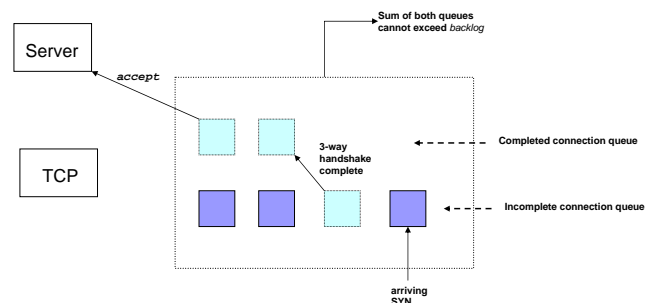 Sum of both queues
cannot exceed backlog
Server
accept
3-way
handshake
complete
Completed connection queue
TCP
Incomplete connection queue
arriving
SYN